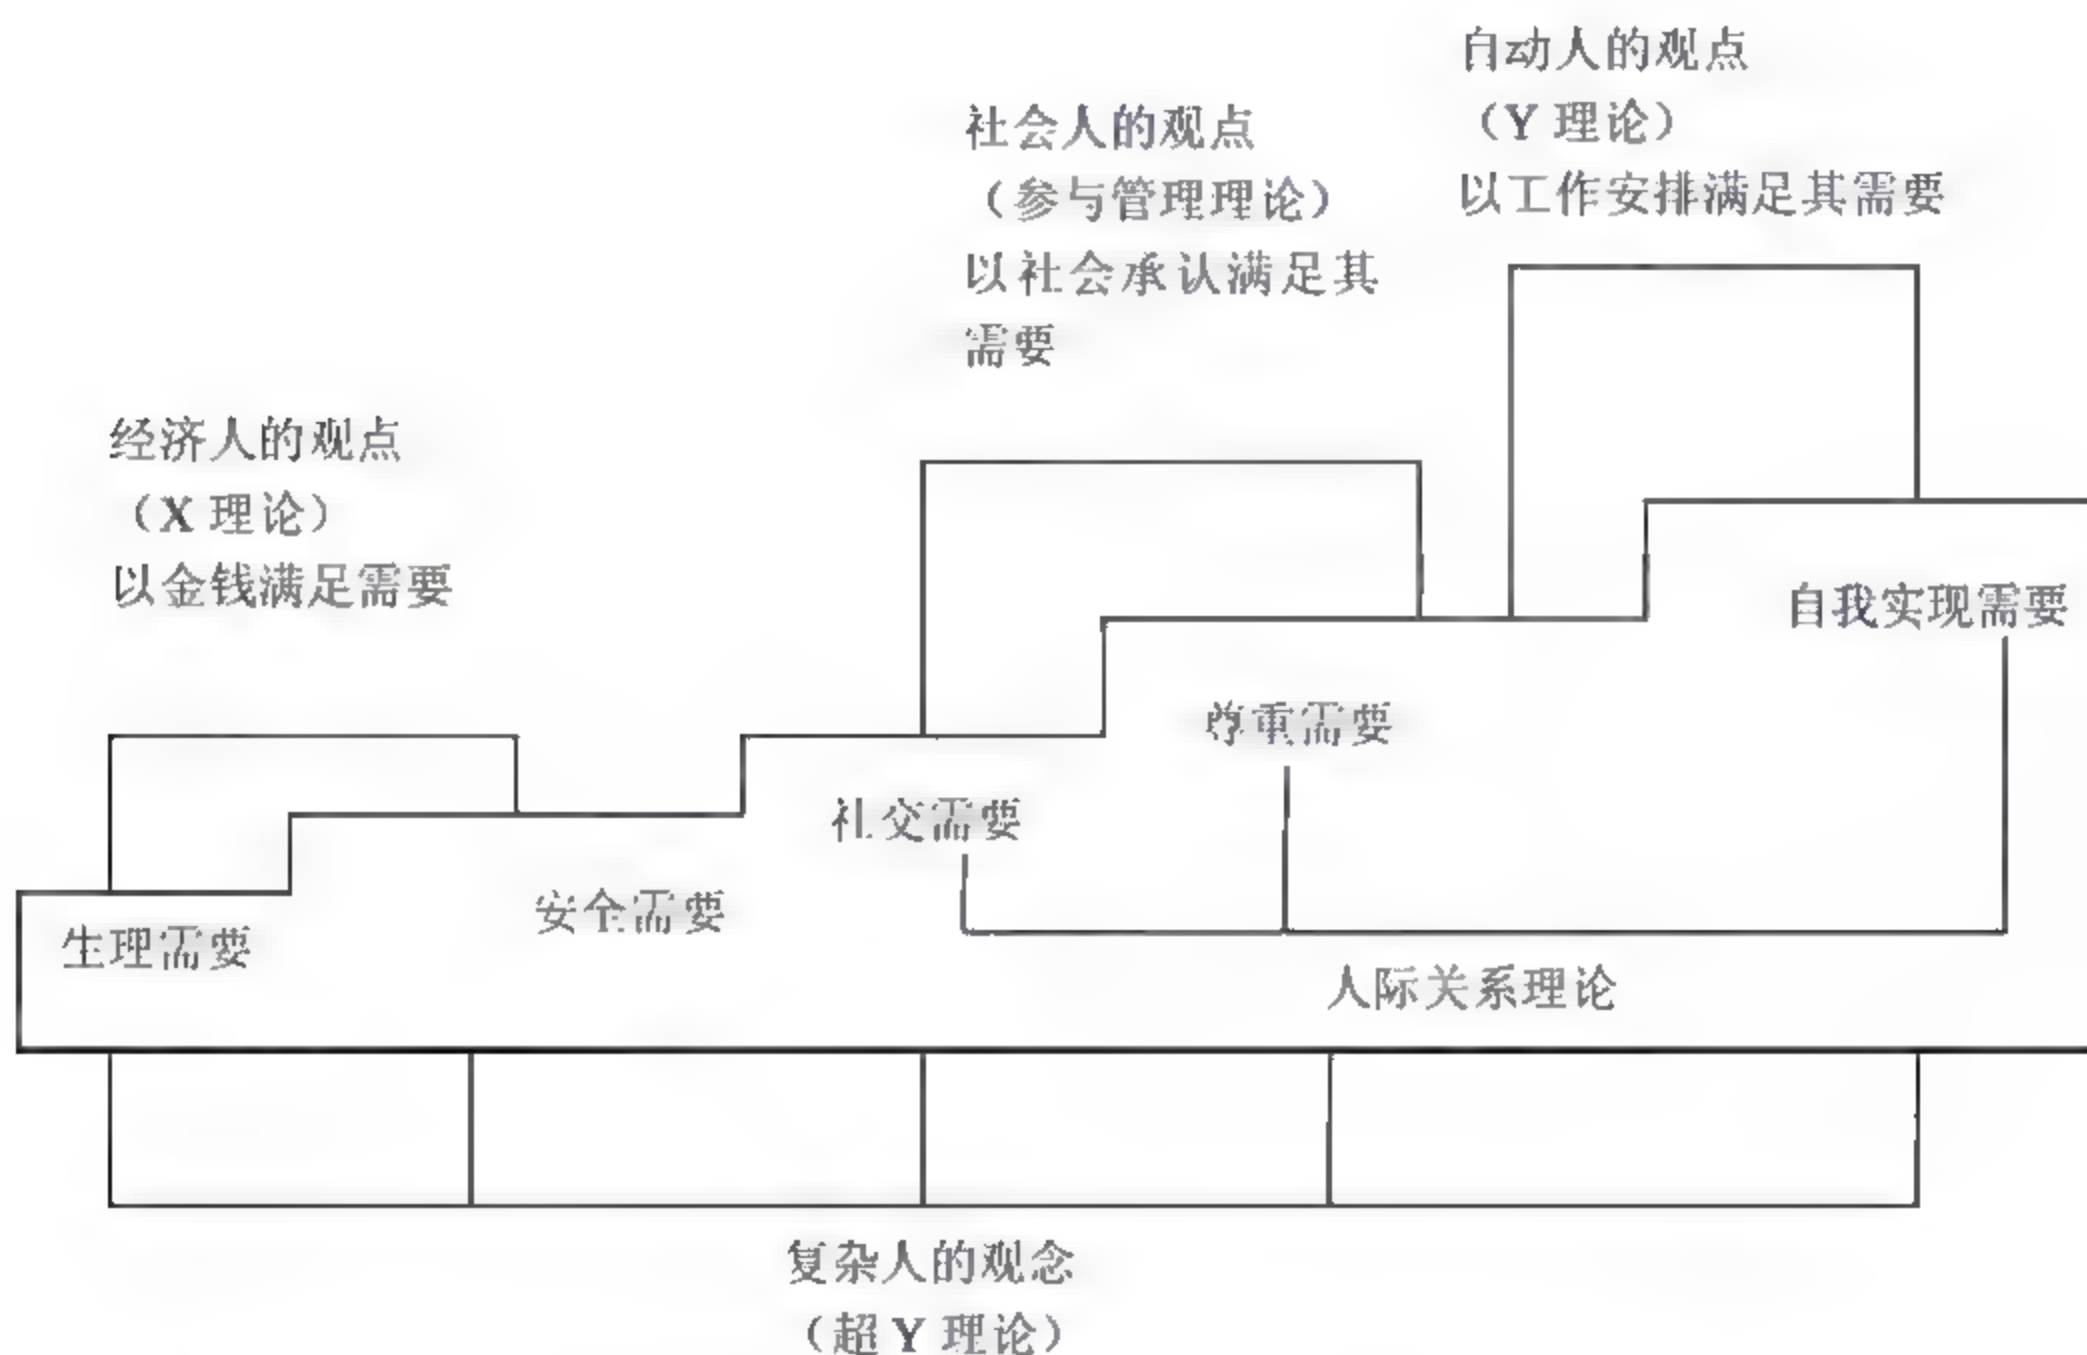 自动人的观点
（Y 理论）
以工作安排满足其需要
社会人的观点
（参与管理理论）
以社会承认满足其
需要
经济人的观点
（X 理论）
以金钱满足需要
自我实现需要
尊重需要
社交需要
安全需要
生理需要
人际关系理论
复杂人的观念
（超 Y 理论）